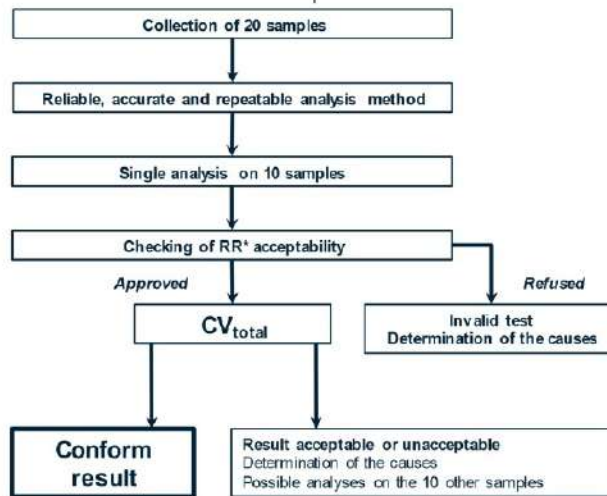 Collection of 20 samples
Reliable, accurate and repeatable analysis method
Single analysis on 10 samples
Checking of RR* acceptability
Approved
Refused
CVtotal
Invalid test
Determination of the causes
Conform
result
Result acceptable or unacceptable
Determination of the causes
Possible analyses on the 10 other samples